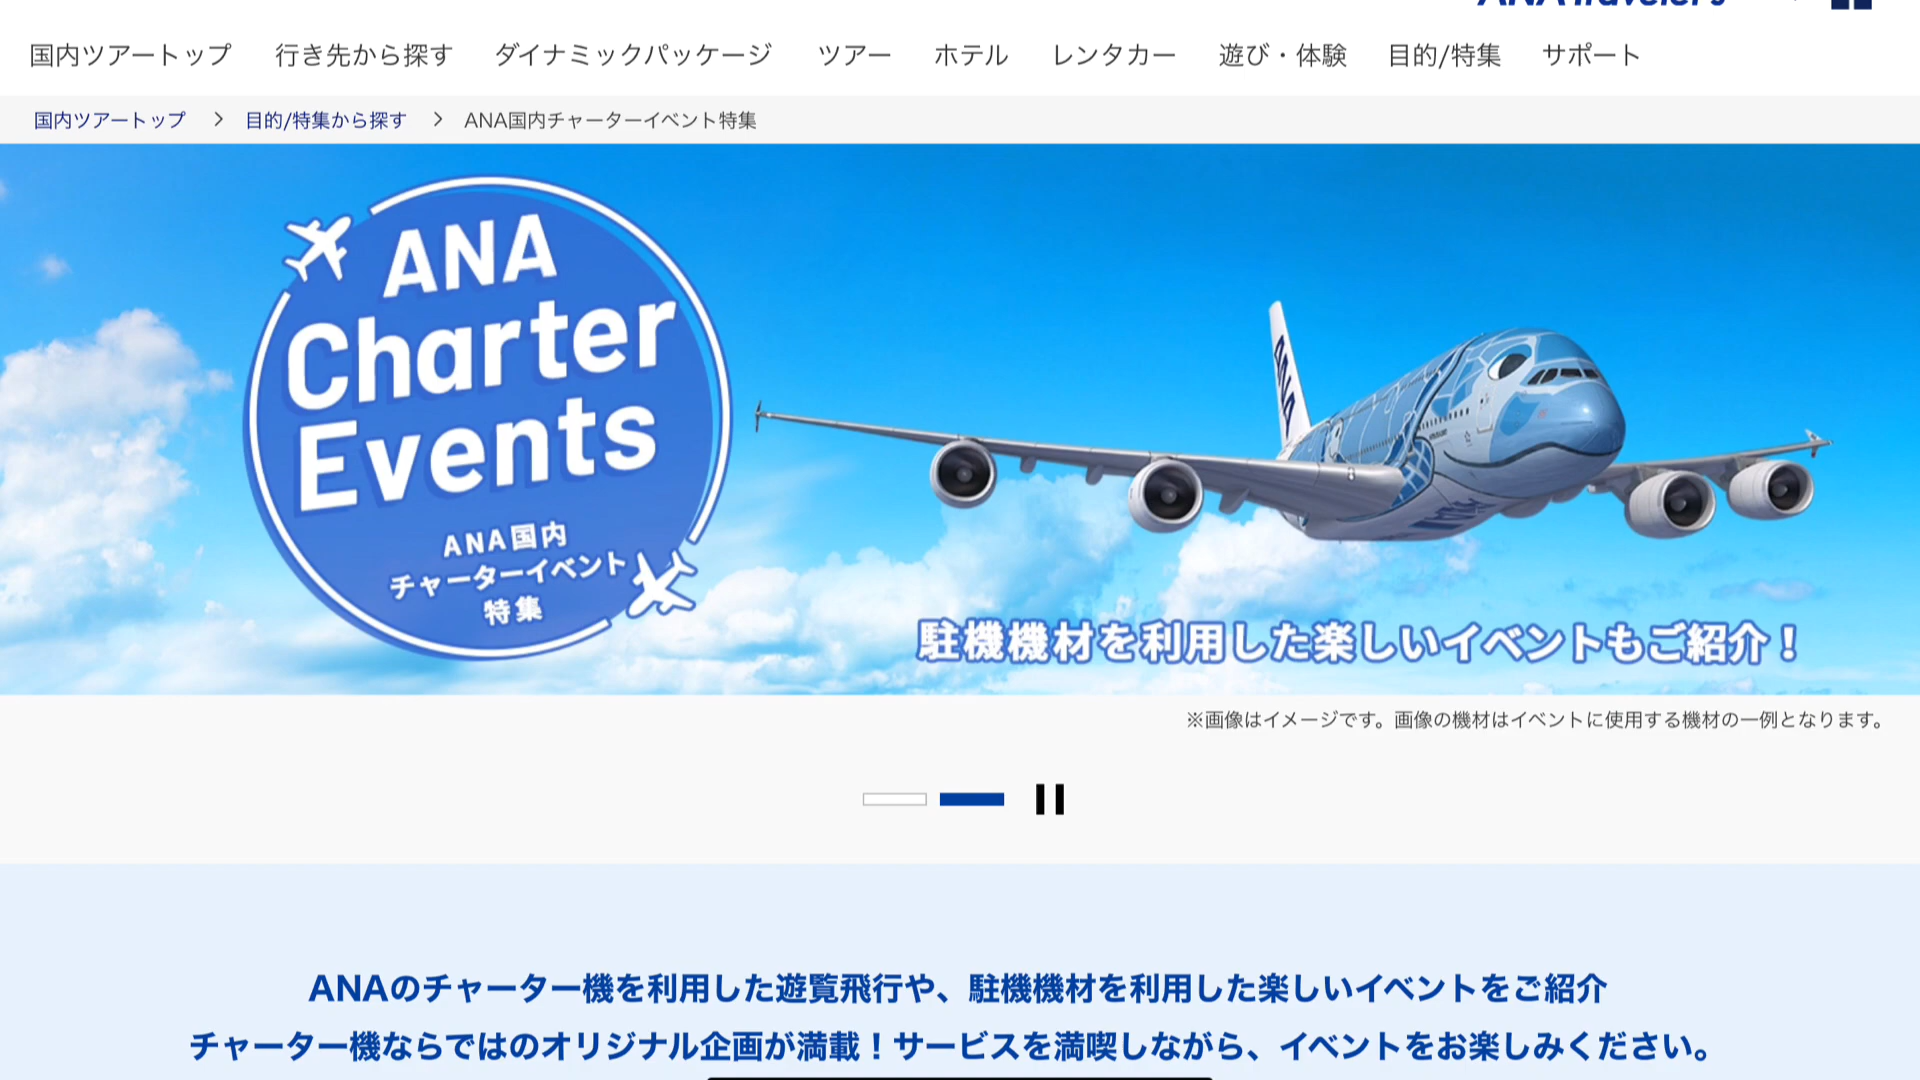 ANA Traveler's
国内ツアートップ 行き先から探す ダイナミックパッケージ ツアー ホテル レンタカー 遊び・体験 目的/特集 サポート
国内ツアートップ > 目的/特集から探す > ANA国内チャーターイベント特集
ANA
Charter
Events
ANA国内
チャーターイベント
特集
ANA
駐機機材を利用した楽しいイベントもご紹介！
※画像はイメージです。画像の機材はイベントに使用する機材の一例となります。
ANAのチャーター機を利用した遊覧飛行や、駐機機材を利用した楽しいイベントをご紹介
チャーター機ならではのオリジナル企画が満載！サービスを満喫しながら、イベントをお楽しみください。